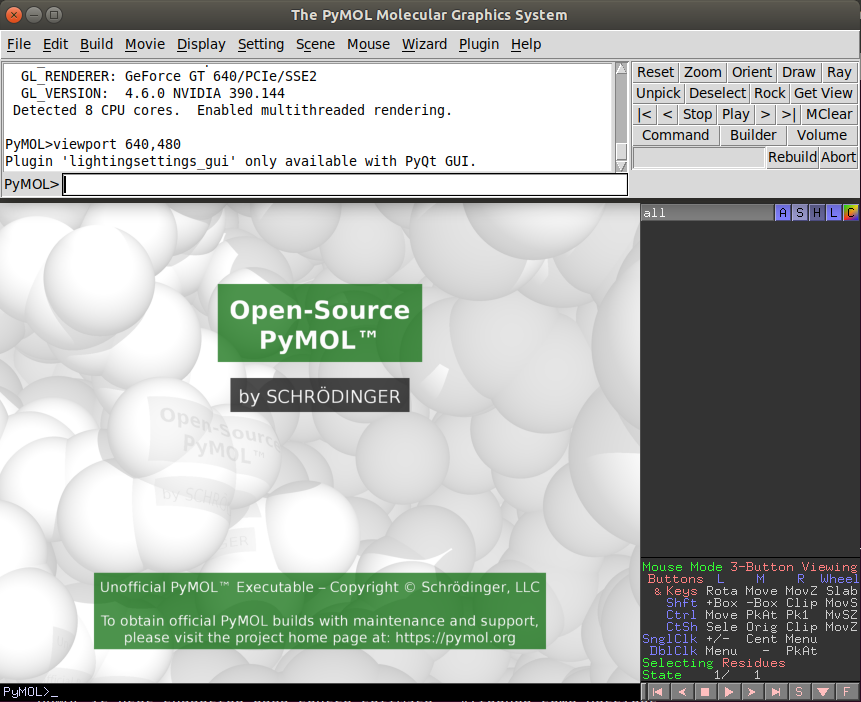 The PyMOL Molecular Graphics System
File Edit Build Movie Display Setting Scene Mouse Wizard Plugin Help
GL_RENDERER: GeForce GT 640/PCIe/SSE2
GL_VERSION: 4.6.0 NVIDIA 390.144
Detected 8 CPU cores. Enabled multithreaded rendering.
PyMOL>viewport 640,480
Plugin 'lightingsettings_gui' only available with PyQt GUI.
PyMOL>
Reset Zoom Orient Draw Ray
Unpick Deselect Rock Get View
|< < Stop Play > >| MClear
Command Builder Volume
Rebuild Abort
all A S H L C
Open-Source
PyMOL™
by SCHRÖDINGER
Open-Source
PyMOL™
by SCHR
GER
Unofficial PyMOL™ Executable – Copyright © Schrödinger, LLC
To obtain official PyMOL builds with maintenance and support,
please visit the project home page at: https://pymol.org
Mouse Mode 3-Button Viewing
Buttons L M R Wheel
& Keys Rota Move MovZ Slab
Shft +Box -Box Clip MovS
Ctrl Move PkAt Pk1 MvSZ
CtSh Sele Orig Clip MovZ
SnglClk +/- Cent Menu
DblClk Menu - PkAt
Selecting Residues
State 1/ 1
PyMOL>_
S F